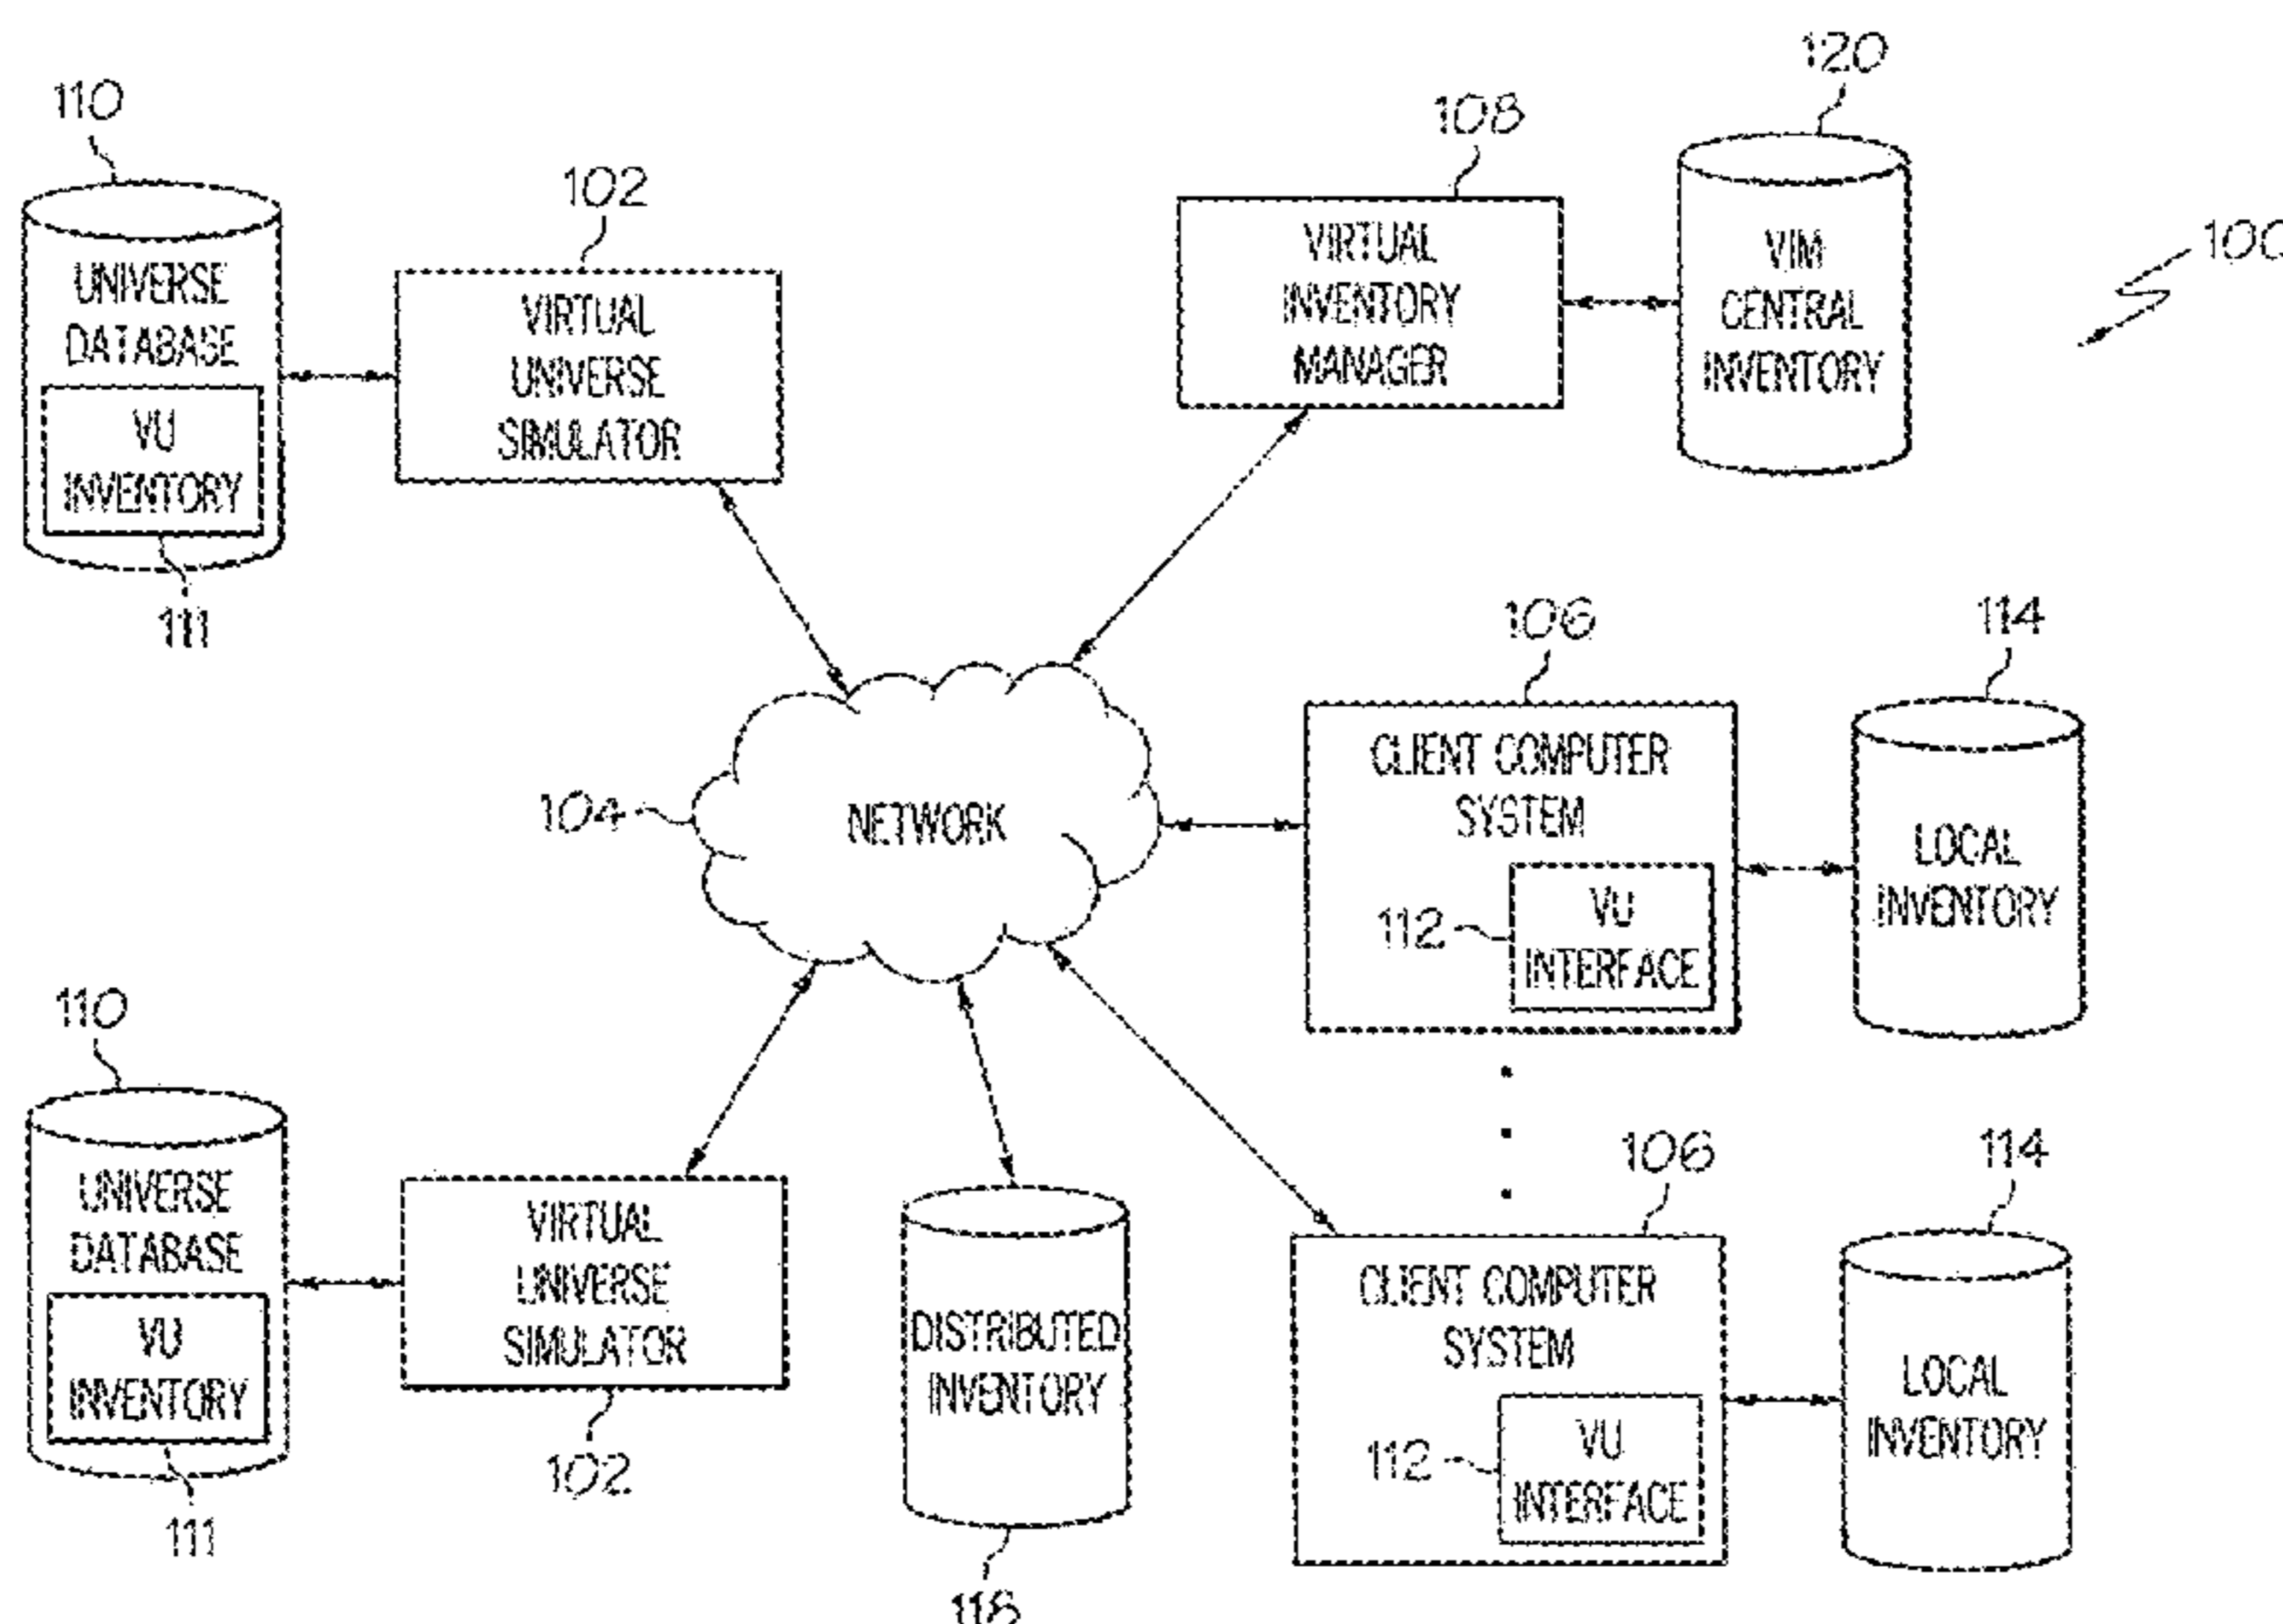 110
UNIVERSE
DATABASE
VU
INVENTORY
111
102
VIRTUAL
UNIVERSE
SIMULATOR
108
VIRTUAL
INVENTORY
MANAGER
120
VIM
CENTRAL
INVENTORY
100
104
NETWORK
106
CLIENT COMPUTER
SYSTEM
112
VU
INTERFACE
114
LOCAL
INVENTORY
110
UNIVERSE
DATABASE
VU
INVENTORY
111
VIRTUAL
UNIVERSE
SIMULATOR
102
DISTRIBUTED
INVENTORY
106
CLIENT COMPUTER
SYSTEM
112
VU
INTERFACE
114
LOCAL
INVENTORY